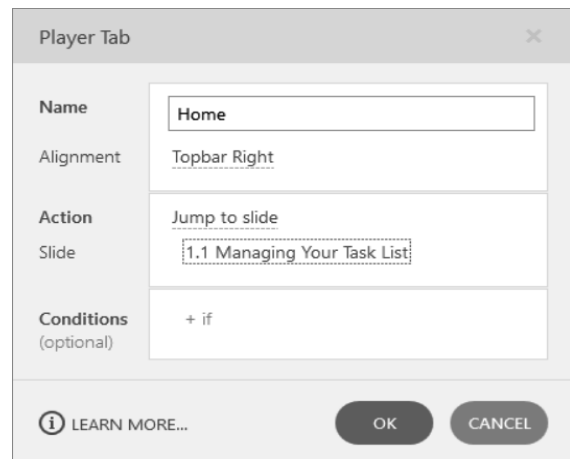 Player Tab
Name Home
Alignment Topbar Right
Action Jump to slide
Slide 1.1 Managing Your Task List
Conditions + if
(optional)
LEARN MORE... OK CANCEL